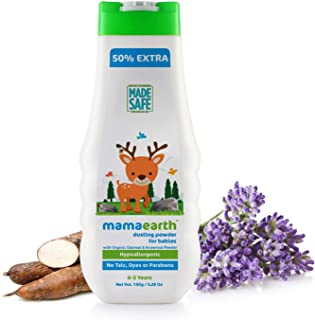 50% EXTRA
MADE
SAFE
mamaearth™
dusting powder
for babies
with Organic Oatmeal & Arrowroot Powder
Hypoallergenic
No Talc, Dyes or Parabens
0-5 Years
Net Vol. 150g / 5.29 Oz